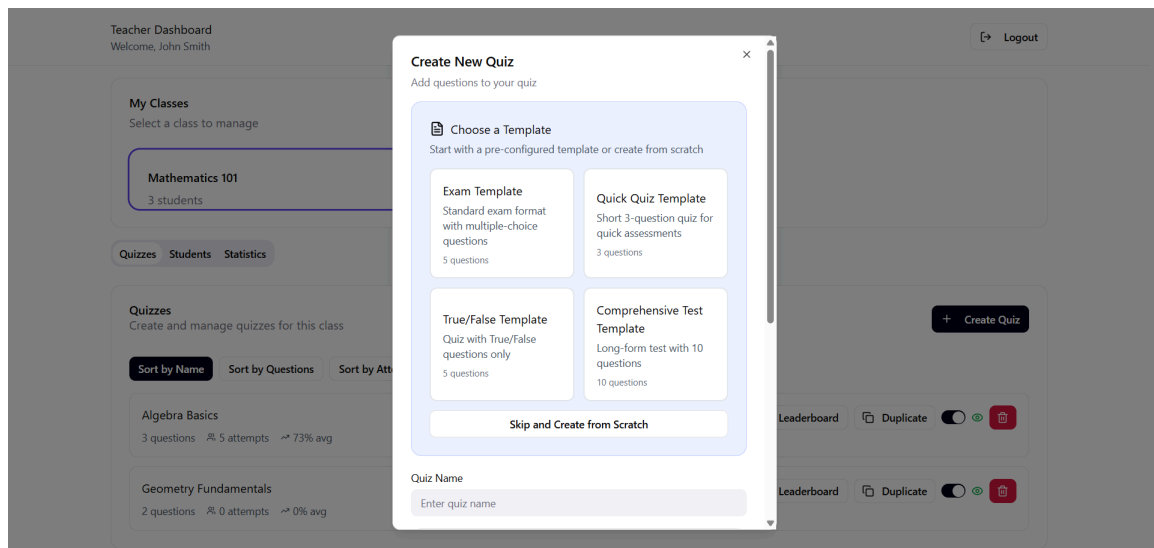 Teacher Dashboard
Welcome, John Smith
Logout
My Classes
Select a class to manage
Mathematics 101
3 students
Quizzes Students Statistics
Quizzes
Create and manage quizzes for this class
+ Create Quiz
Sort by Name Sort by Questions Sort by Att
Algebra Basics
3 questions 5 attempts 73% avg
Leaderboard Duplicate
Geometry Fundamentals
2 questions 0 attempts 0% avg
Leaderboard Duplicate
Create New Quiz
Add questions to your quiz
Choose a Template
Start with a pre-configured template or create from scratch
Exam Template
Standard exam format
with multiple-choice
questions
5 questions
Quick Quiz Template
Short 3-question quiz for
quick assessments
3 questions
True/False Template
Quiz with True/False
questions only
5 questions
Comprehensive Test
Template
Long-form test with 10
questions
10 questions
Skip and Create from Scratch
Quiz Name
Enter quiz name